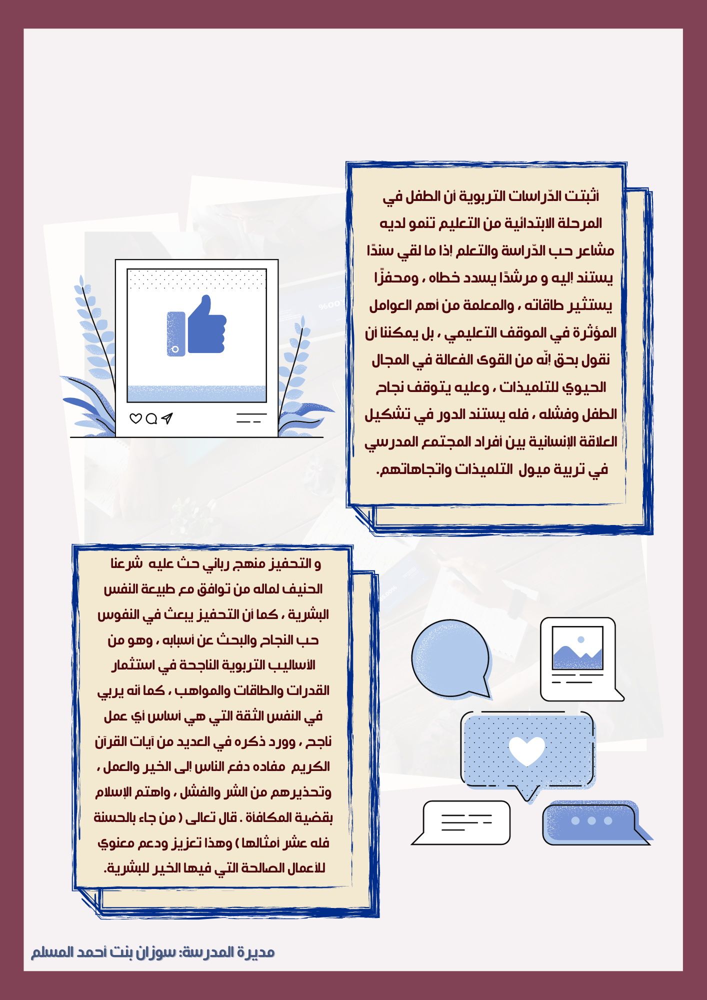 أثبتت الدّراسات التربوية أن الطفل في
المرحلة الابتدائية من التعليم تنمو لديه
مشاعر حب الدّراسة والتعلم إذا ما لقي سندًا
يستند إليه و مرشدًا يسدد خطاه ، ومحفزًا
يستثير طاقاته ، والمعلمة من أهم العوامل
المؤثرة في الموقف التعليمي ، بل يمكننا أن
نقول بحق إنّه من القوى الفعالة في المجال
الحيوي للتلميذات ، وعليه يتوقف نجاح
الطفل وفشله ، فله يستند الدور في تشكيل
العلاقة الإنسانية بين أفراد المجتمع المدرسي
في تربية ميول التلميذات واتجاهاتهم.
%00.
و التحفيز منهج رباني حث عليه شرعنا
الحنيف لماله من توافق مع طبيعة النفس
البشرية ، كما أن التحفيز يبعث في النفوس
حب النجاح والبحث عن أسبابه ، وهو من
الأساليب التربوية الناجحة في استثمار
القدرات والطاقات والمواهب ، كما أنه يربي
في النفس الثقة التي هي أساس أي عمل
ناجح ، وورد ذكره في العديد من آيات القرآن
الكريم مفاده دفع الناس إلى الخير والعمل ،
وتحذيرهم من الشر والفشل ، واهتم الإسلام
بقضية المكافأة . قال تعالى ( من جاء بالحسنة
فله عشر أمثالها ) وهذا تعزيز ودعم معنوي
للأعمال الصالحة التي فيها الخير للبشرية.
مديرة المدرسة: سوزان بنت أحمد المسلم